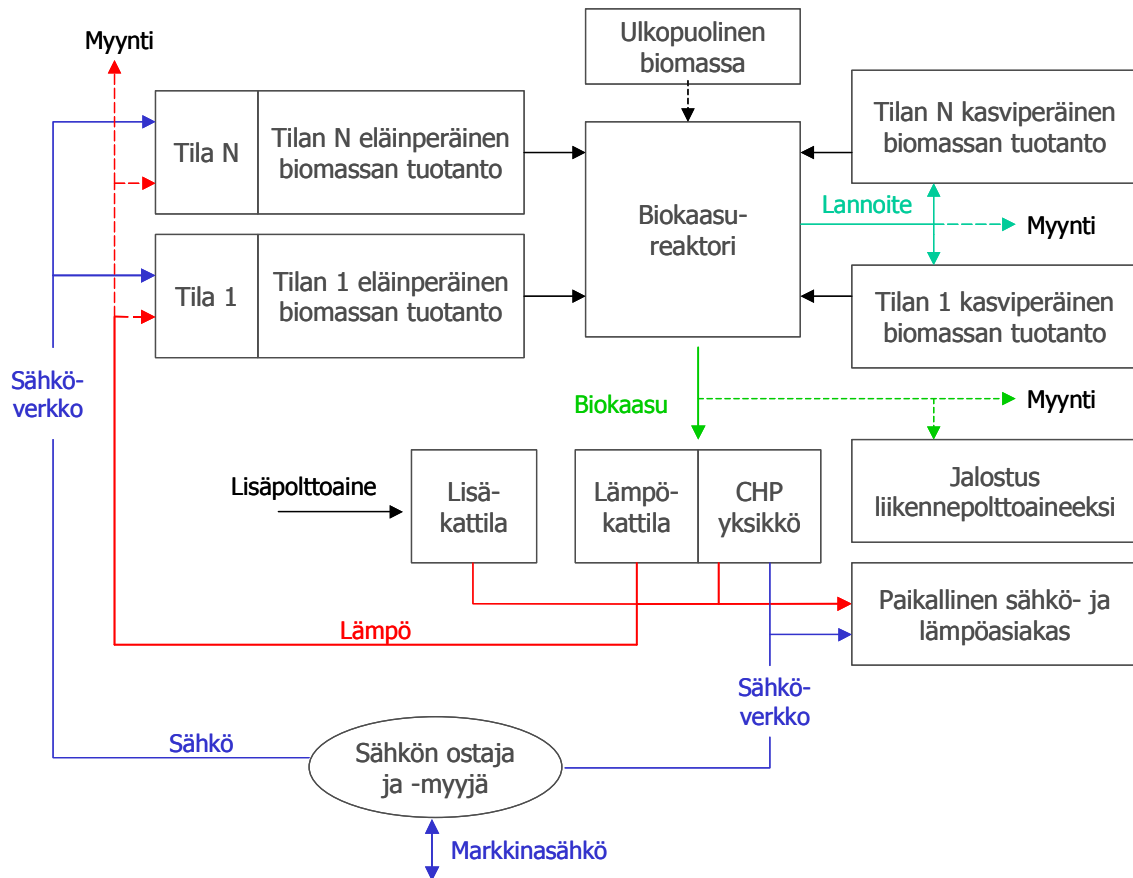 Myynti
Ulkopuolinen
biomassa
Tila N
Tilan N eläinperäinen
biomassan tuotanto
Biokaasu-
reaktori
Tilan N kasviperäinen
biomassan tuotanto
Lannoite
Myynti
Tila 1
Tilan 1 eläinperäinen
biomassan tuotanto
Tilan 1 kasviperäinen
biomassan tuotanto
Sähkö-
verkko
Biokaasu
Myynti
Lisäpolttoaine
Lisä-
kattila
Lämpö-
kattila
CHP
yksikkö
Jalostus
liikennepolttoaineeksi
Lämpö
Paikallinen sähkö- ja
lämpöasiakas
Sähkö-
verkko
Sähkö
Sähkön ostaja
ja -myyjä
Markkinasähkö